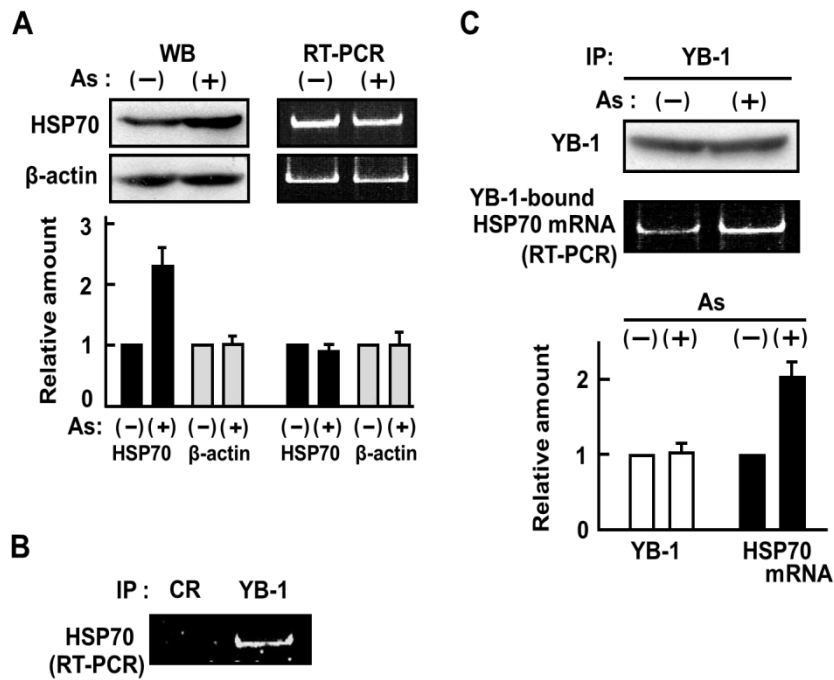 A
WB RT-PCR
As : (−) (+) (−) (+)
HSP70
β-actin
Relative amount
3
2
1
0
As: (−) (+) (−) (+) (−) (+) (−) (+)
HSP70 β-actin HSP70 β-actin
B
IP : CR YB-1
HSP70
(RT-PCR)
C
IP: YB-1
As : (−) (+)
YB-1
YB-1-bound
HSP70 mRNA
(RT-PCR)
As
(−) (+) (−) (+)
Relative amount
2
1
0
YB-1 HSP70
mRNA